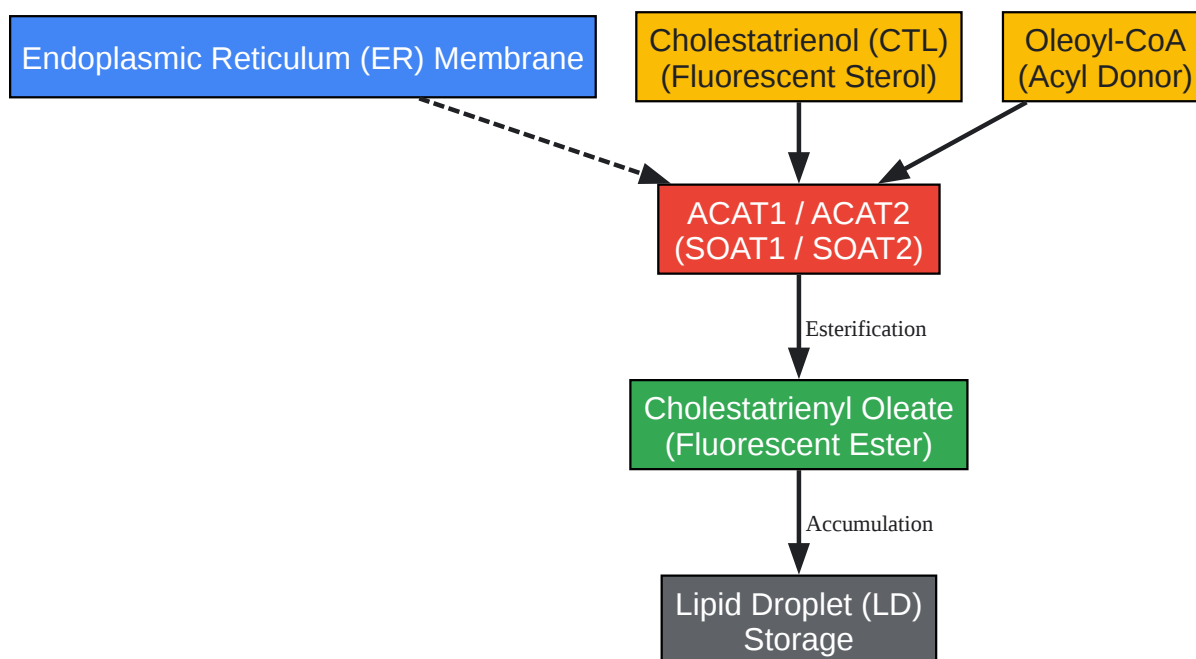 Endoplasmic Reticulum (ER) Membrane
Cholestatrienol (CTL)
(Fluorescent Sterol)
Oleoyl-CoA
(Acyl Donor)
ACAT1 / ACAT2
(SOAT1 / SOAT2)
Esterification
Cholestatrienyl Oleate
(Fluorescent Ester)
Accumulation
Lipid Droplet (LD)
Storage